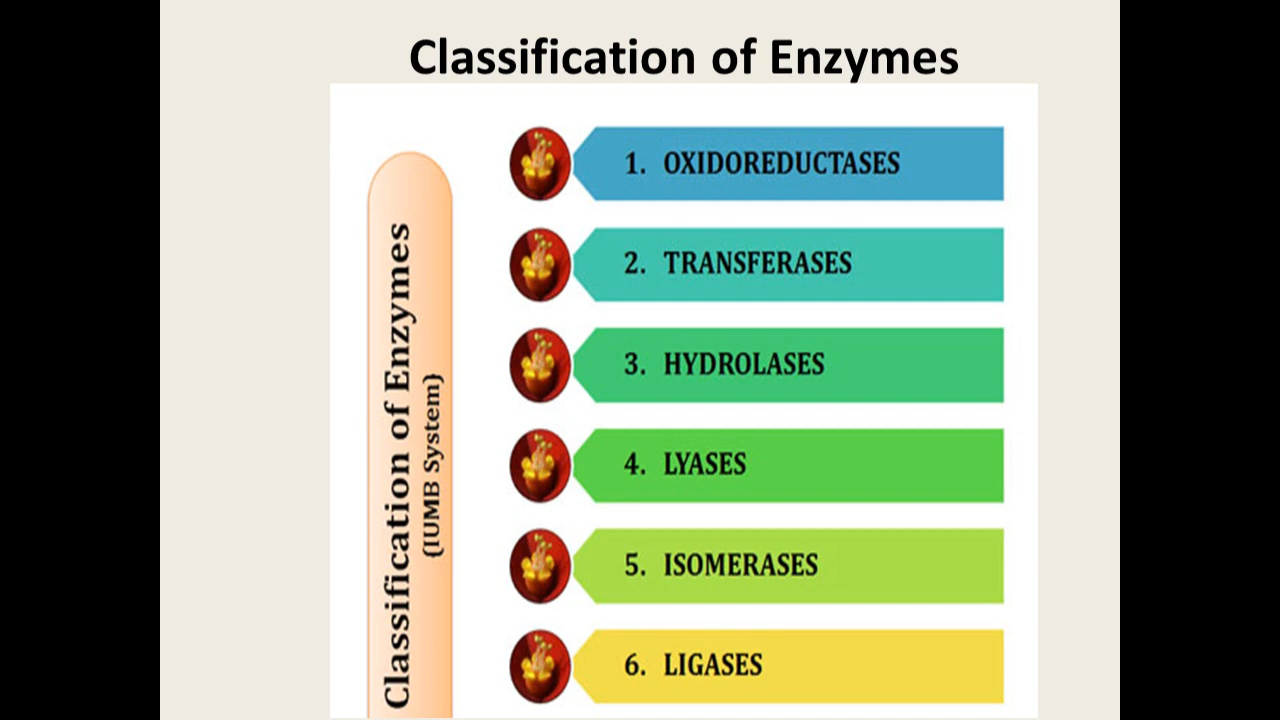 Classification of Enzymes
Classification of Enzymes
{IUMB System}
1. OXIDOREDUCTASES
2. TRANSFERASES
3. HYDROLASES
4. LYASES
5. ISOMERASES
6. LIGASES